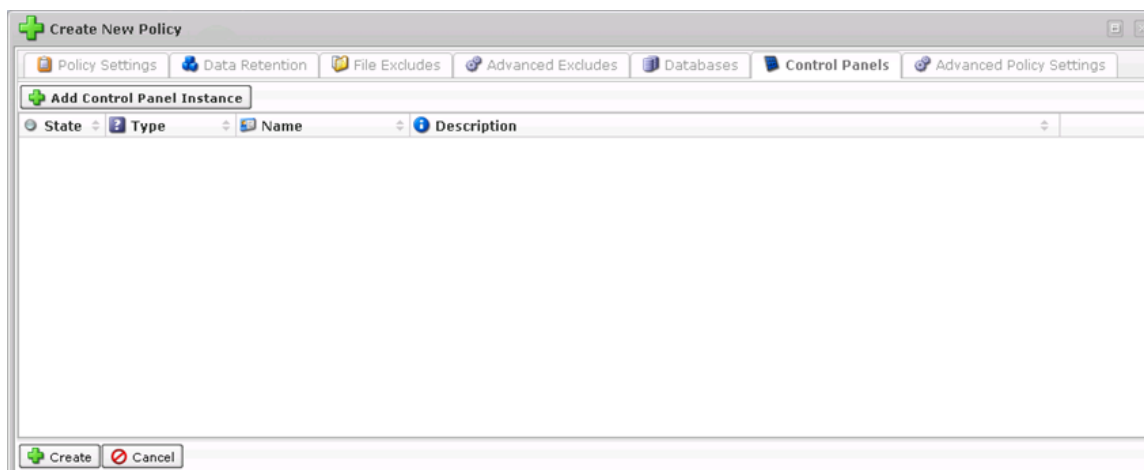 Create New Policy
Policy Settings Data Retention File Excludes Advanced Excludes Databases Control Panels Advanced Policy Settings
Add Control Panel Instance
State Type Name Description
Create Cancel